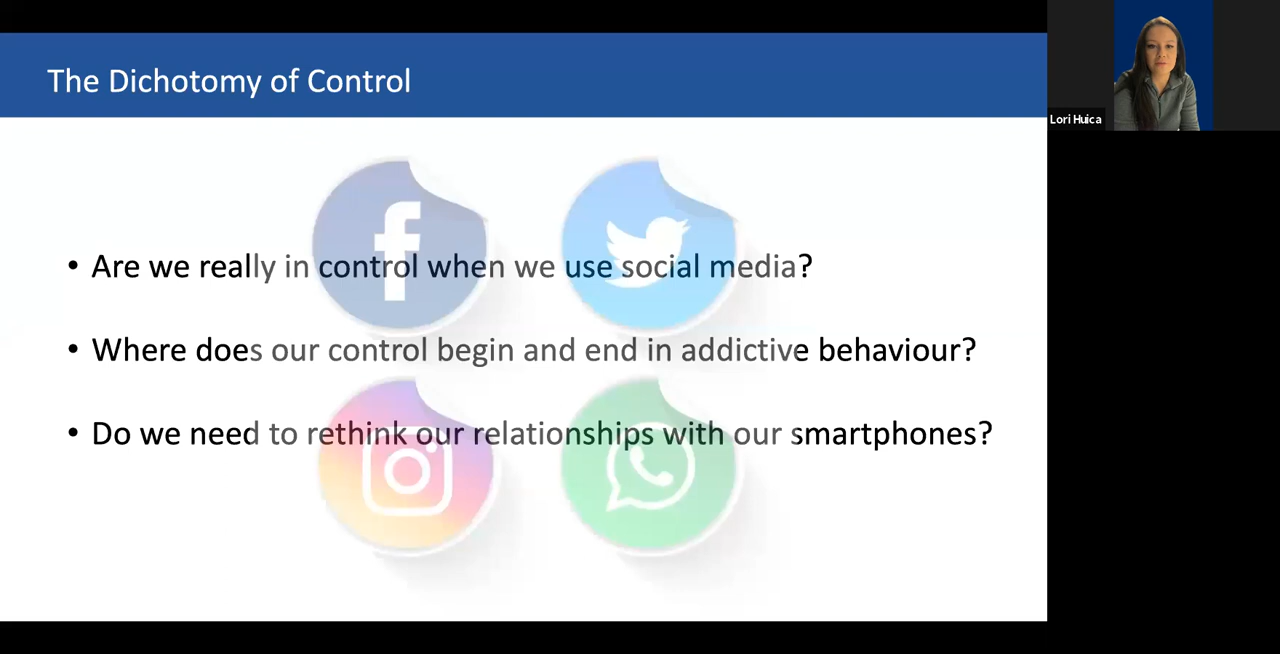 The Dichotomy of Control
Lori Huica
• Are we really in control when we use social media?
• Where does our control begin and end in addictive behaviour?
• Do we need to rethink our relationships with our smartphones?